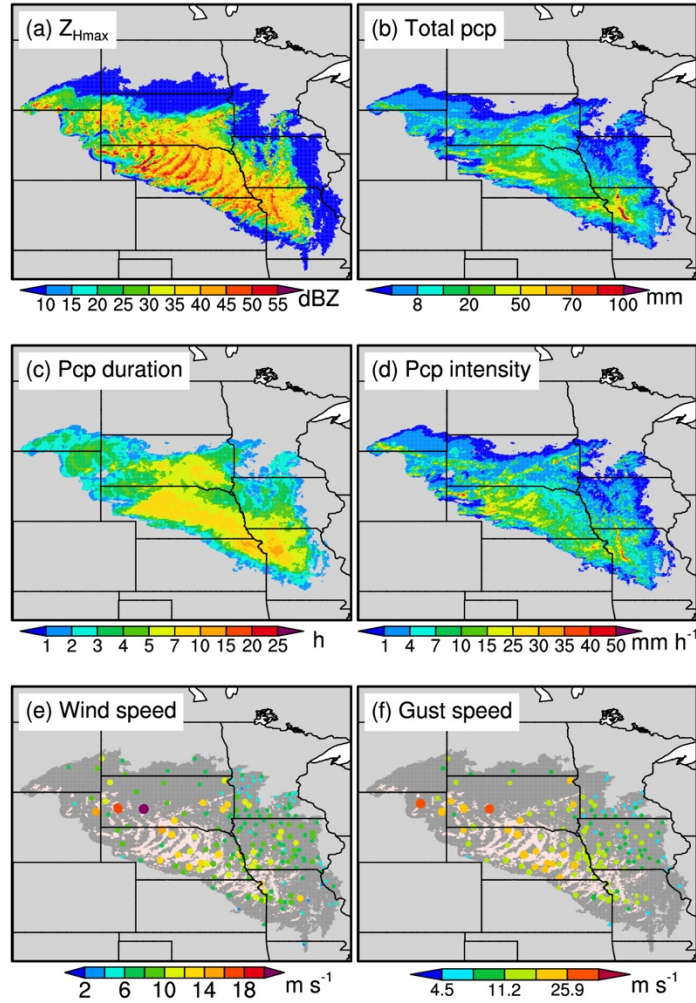 (a) Z_Hmax
(b) Total pcp
10 15 20 25 30 35 40 45 50 55 dBZ
8 20 50 70 100 mm
(c) Pcp duration
(d) Pcp intensity
1 2 3 4 5 7 10 15 20 25 h
1 4 7 10 15 25 30 35 40 50 mm h⁻¹
(e) Wind speed
(f) Gust speed
2 6 10 14 18 m s⁻¹
4.5 11.2 25.9 m s⁻¹